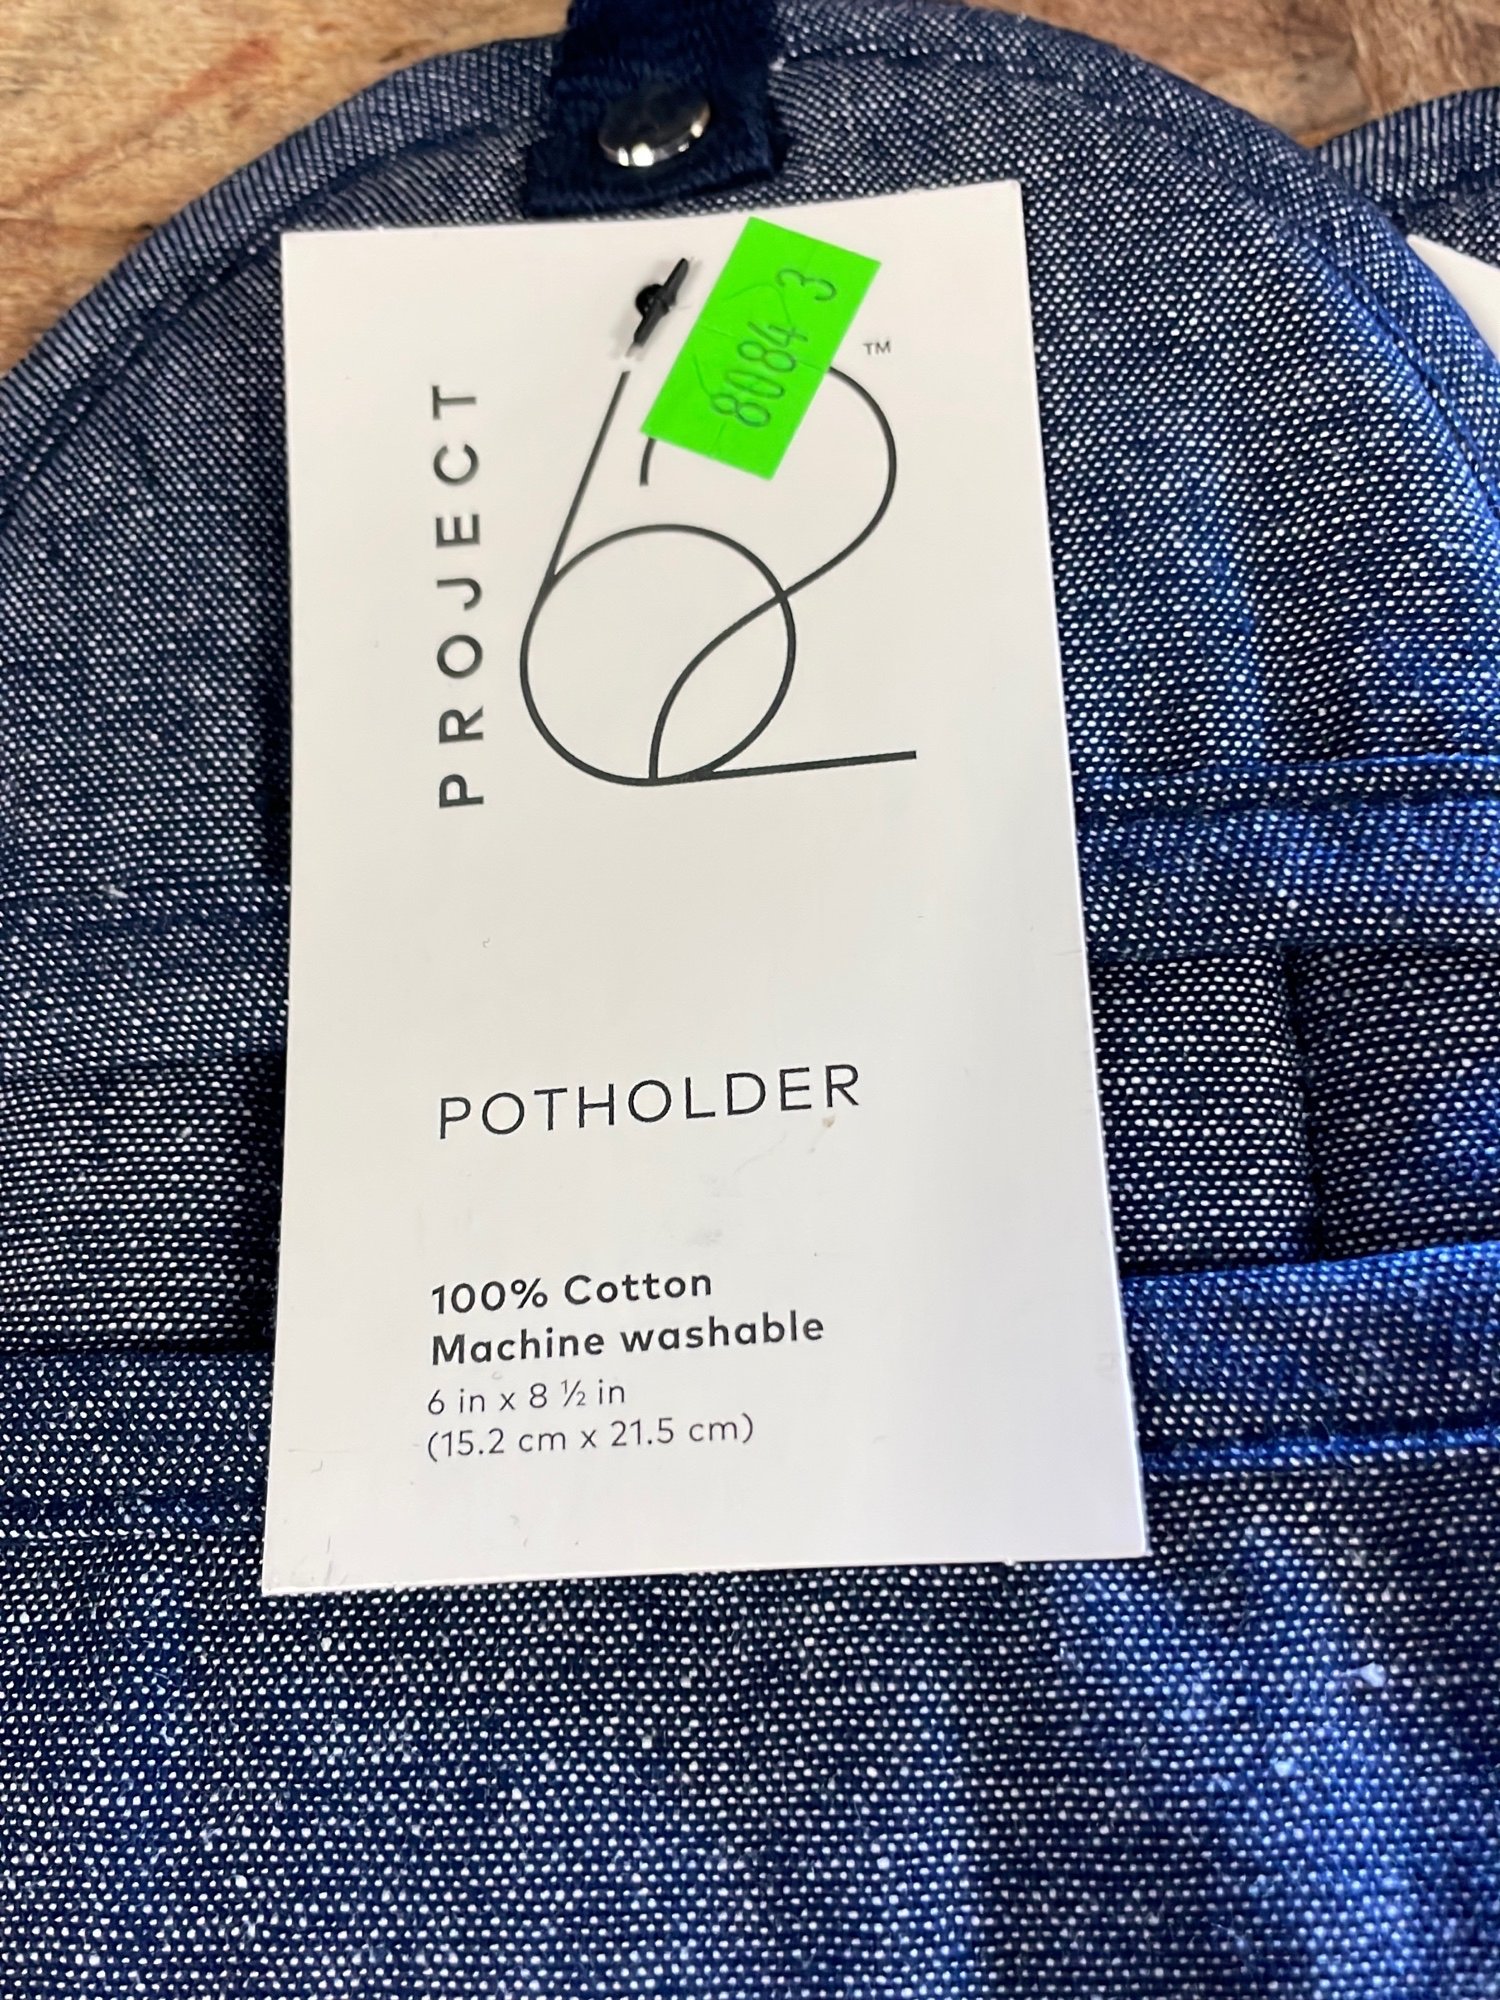 8084 3
PROJECT
62
™
POTHOLDER
100% Cotton
Machine washable
6 in x 8 ½ in
(15.2 cm x 21.5 cm)